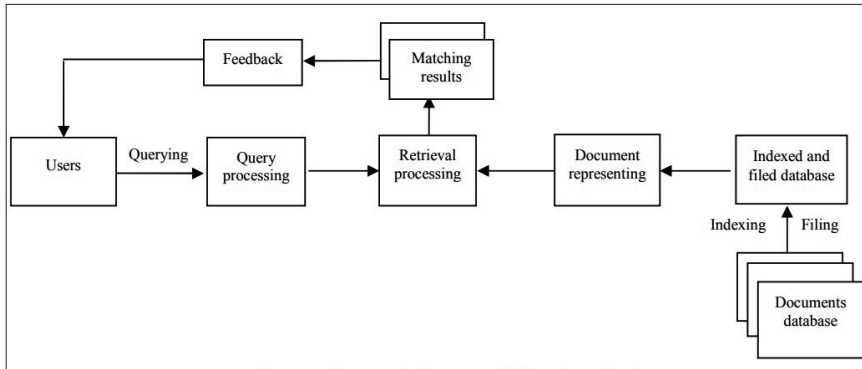 Feedback
Matching
results
Users
Querying
Query
processing
Retrieval
processing
Document
representing
Indexed and
filed database
Indexing Filing
Documents
database